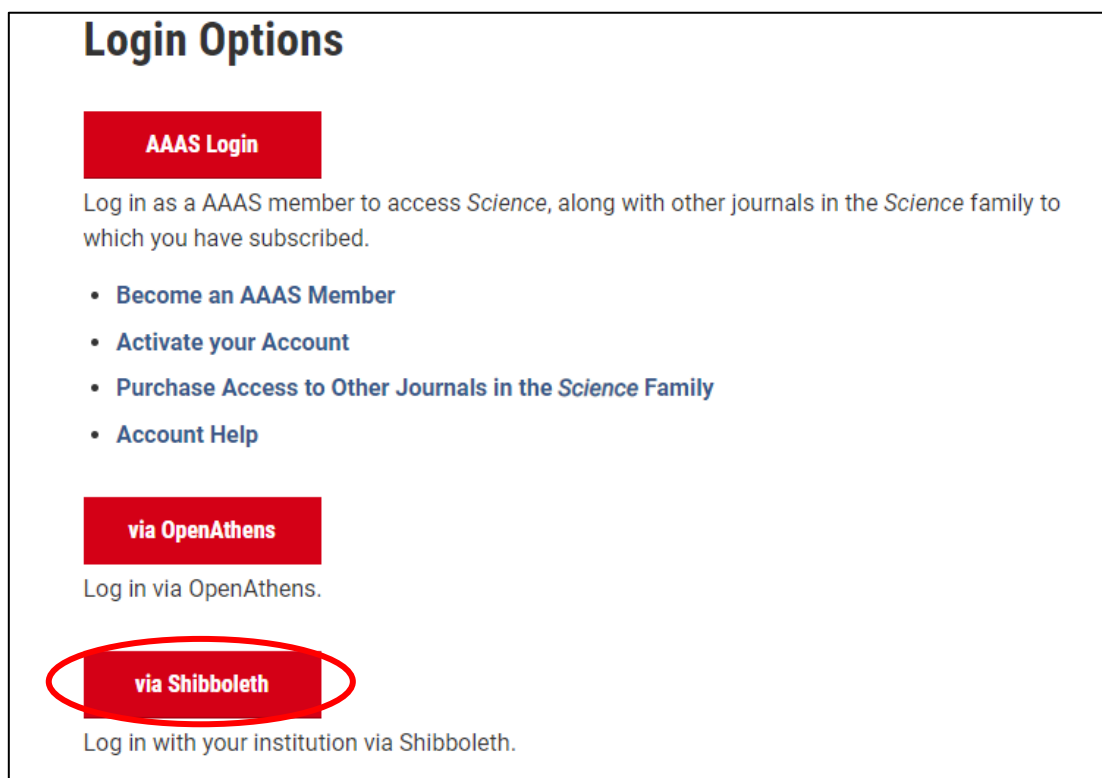 Login Options
AAAS Login
Log in as a AAAS member to access Science, along with other journals in the Science family to
which you have subscribed.
• Become an AAAS Member
• Activate your Account
• Purchase Access to Other Journals in the Science Family
• Account Help
via OpenAthens
Log in via OpenAthens.
via Shibboleth
Log in with your institution via Shibboleth.